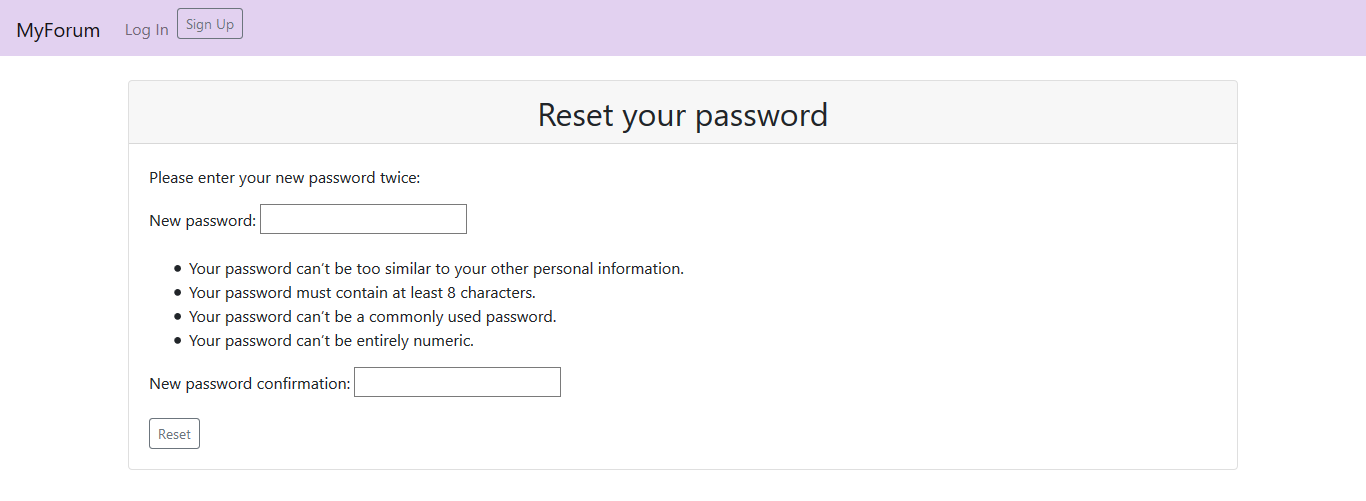 MyForum Log In Sign Up
Reset your password
Please enter your new password twice:
New password:
• Your password can't be too similar to your other personal information.
• Your password must contain at least 8 characters.
• Your password can't be a commonly used password.
• Your password can't be entirely numeric.
New password confirmation:
Reset